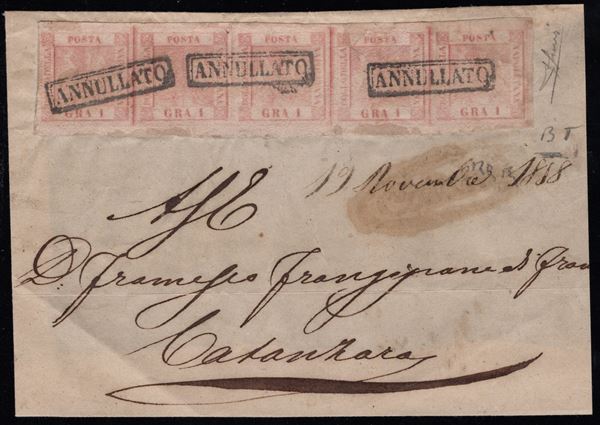 POSTA POSTA POSTA POSTA POSTA
ANNULLATO ANNULLATO ANNULLATO
GRA 1 GRA 1 GRA 1 GRA 1 GRA 1
19 Novembre 1858
A S E
D. Francesco Frangipane di Fran
Catanzaro